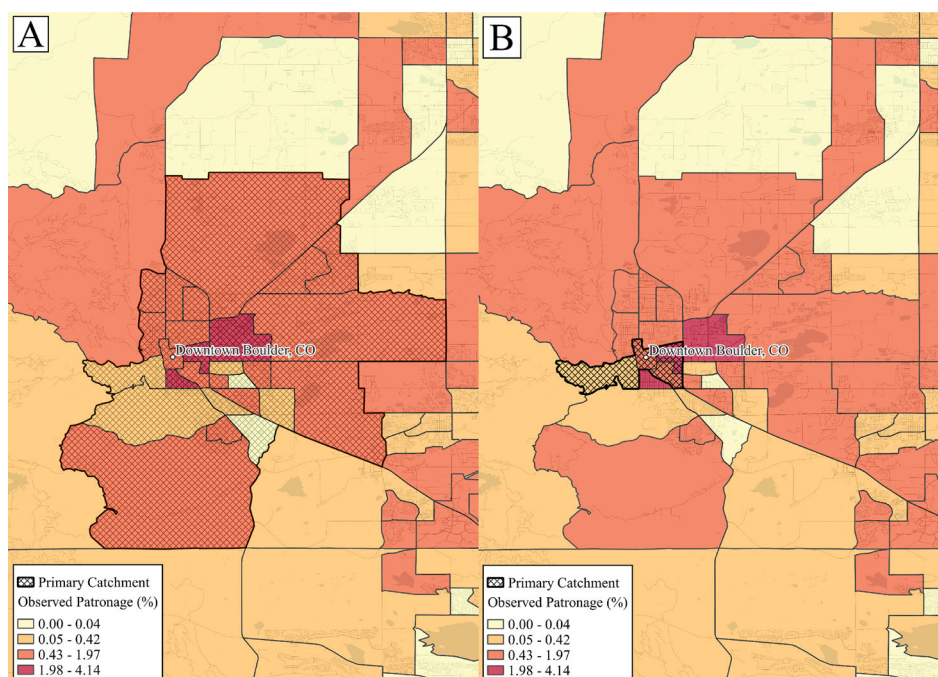 A
Downtown Boulder, CO
Primary Catchment
Observed Patronage (%)
0.00 - 0.04
0.05 - 0.42
0.43 - 1.97
1.98 - 4.14
B
Downtown Boulder, CO
Primary Catchment
Observed Patronage (%)
0.00 - 0.04
0.05 - 0.42
0.43 - 1.97
1.98 - 4.14